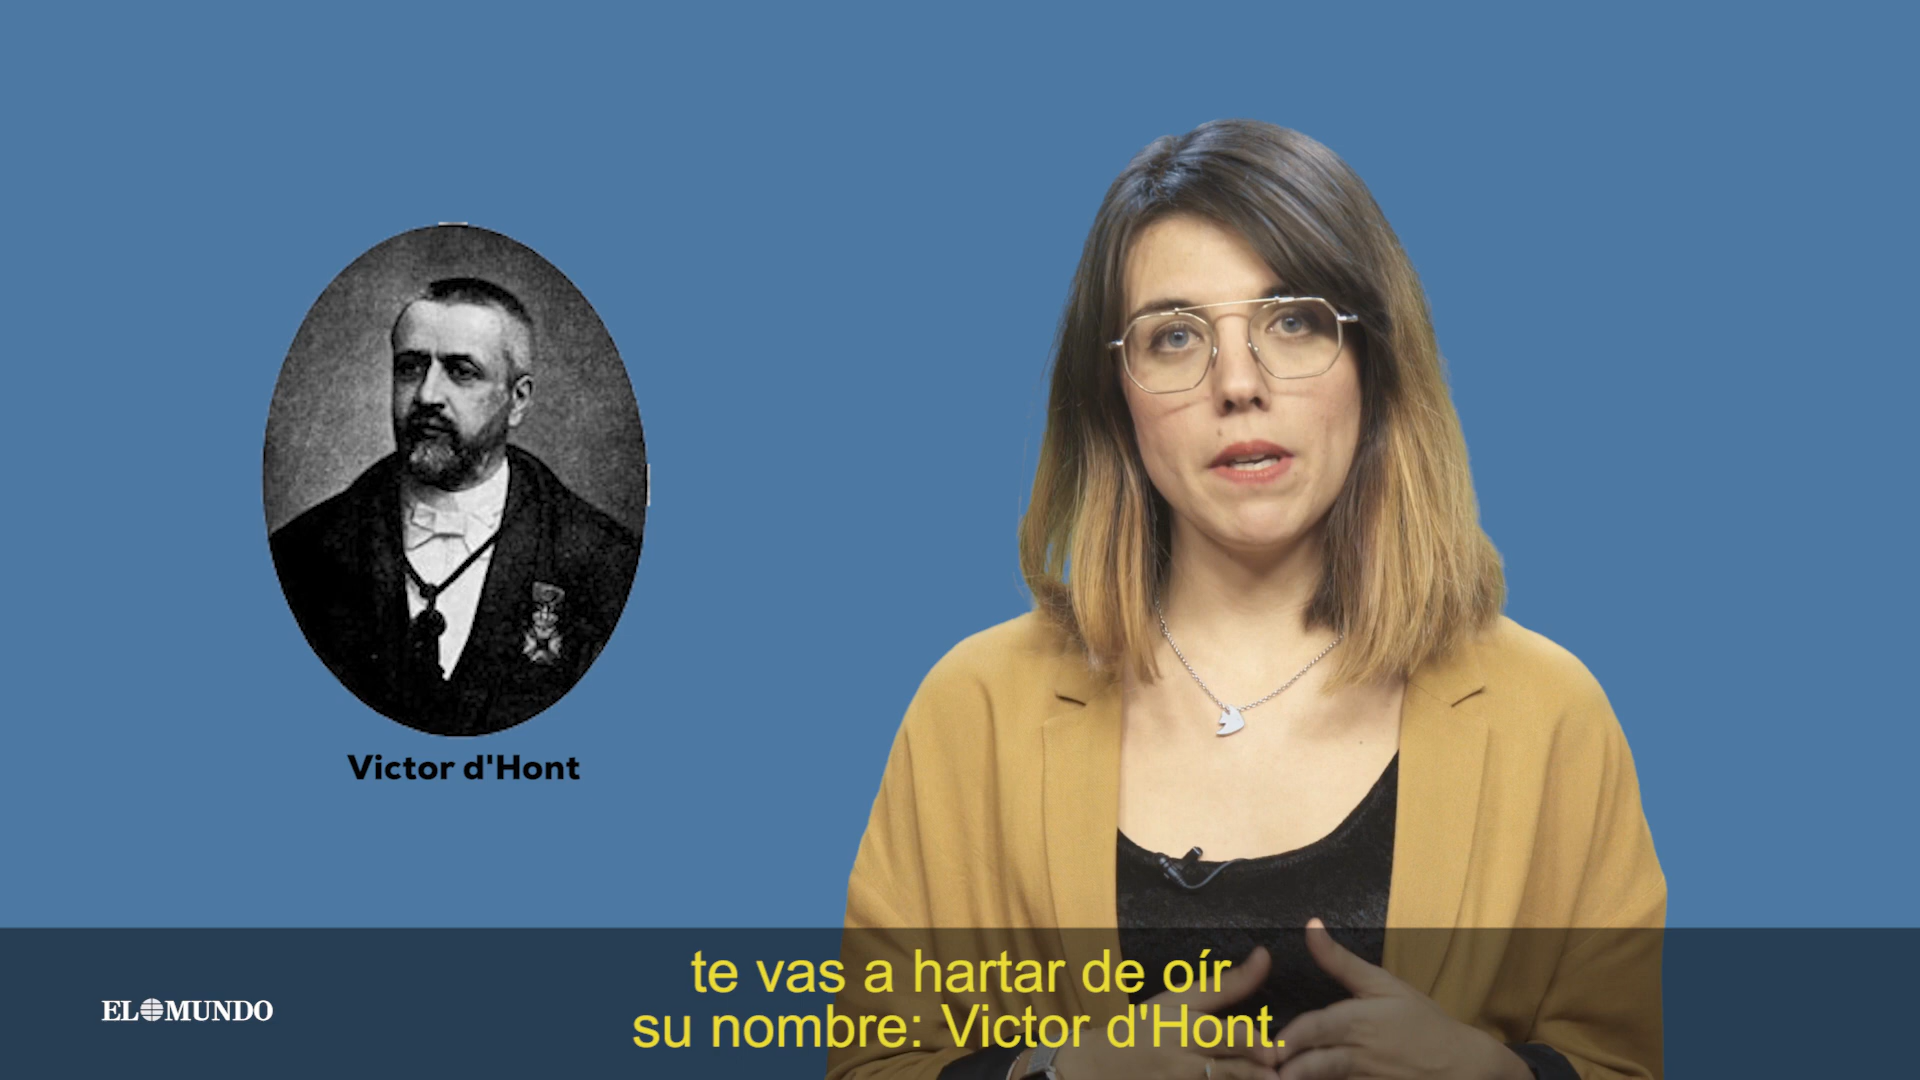 Victor d'Hont
te vas a hartar de oír
su nombre: Victor d'Hont.
EL MUNDO